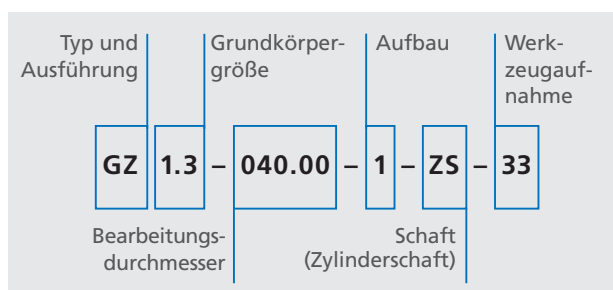 Typ und
Ausführung
Grundkörper-
größe
Aufbau
Werk-
zeugauf-
nahme
GZ 1.3 – 040.00 – 1 – ZS – 33
Bearbeitungs-
durchmesser
Schaft
(Zylinderschaft)